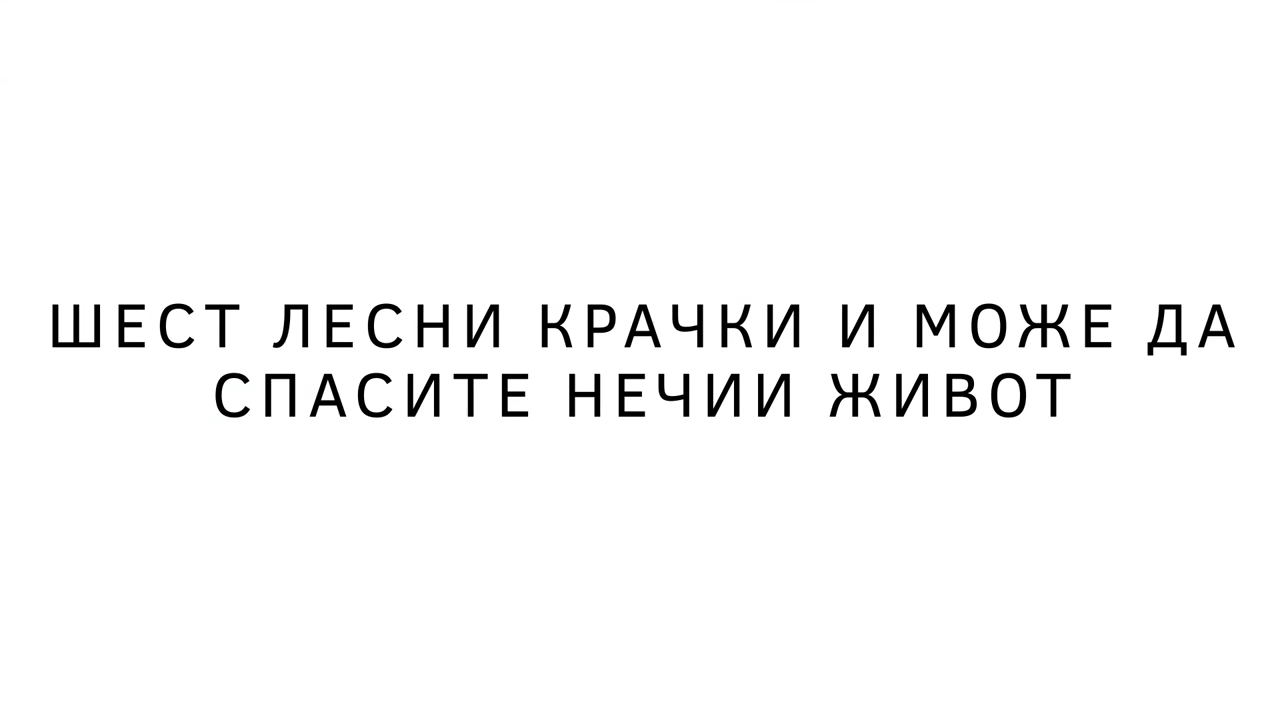 ШЕСТ ЛЕСНИ КРАЧКИ И МОЖЕ ДА
СПАСИТЕ НЕЧИИ ЖИВОТ